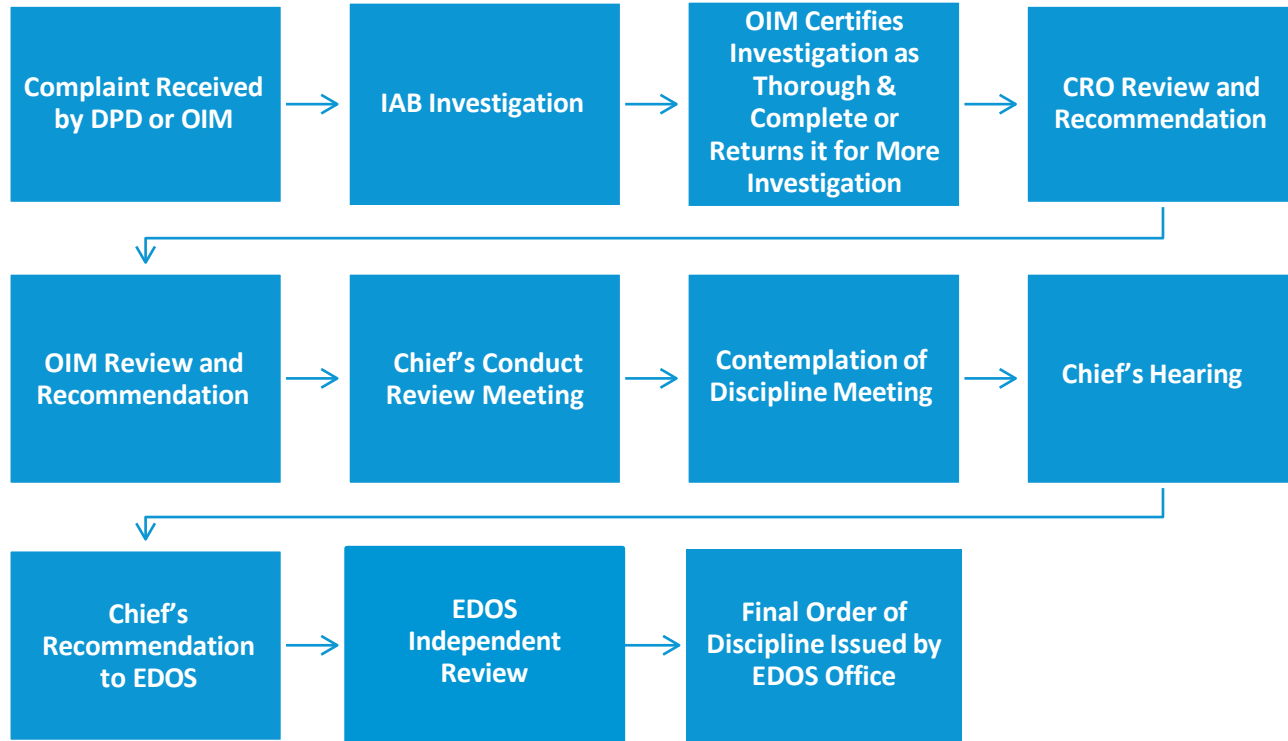 Complaint Received
by DPD or OIM
IAB Investigation
OIM Certifies
Investigation as
Thorough &
Complete or
Returns it for More
Investigation
CRO Review and
Recommendation
OIM Review and
Recommendation
Chief’s Conduct
Review Meeting
Contemplation of
Discipline Meeting
Chief’s Hearing
Chief’s
Recommendation
to EDOS
EDOS
Independent
Review
Final Order of
Discipline Issued by
EDOS Office